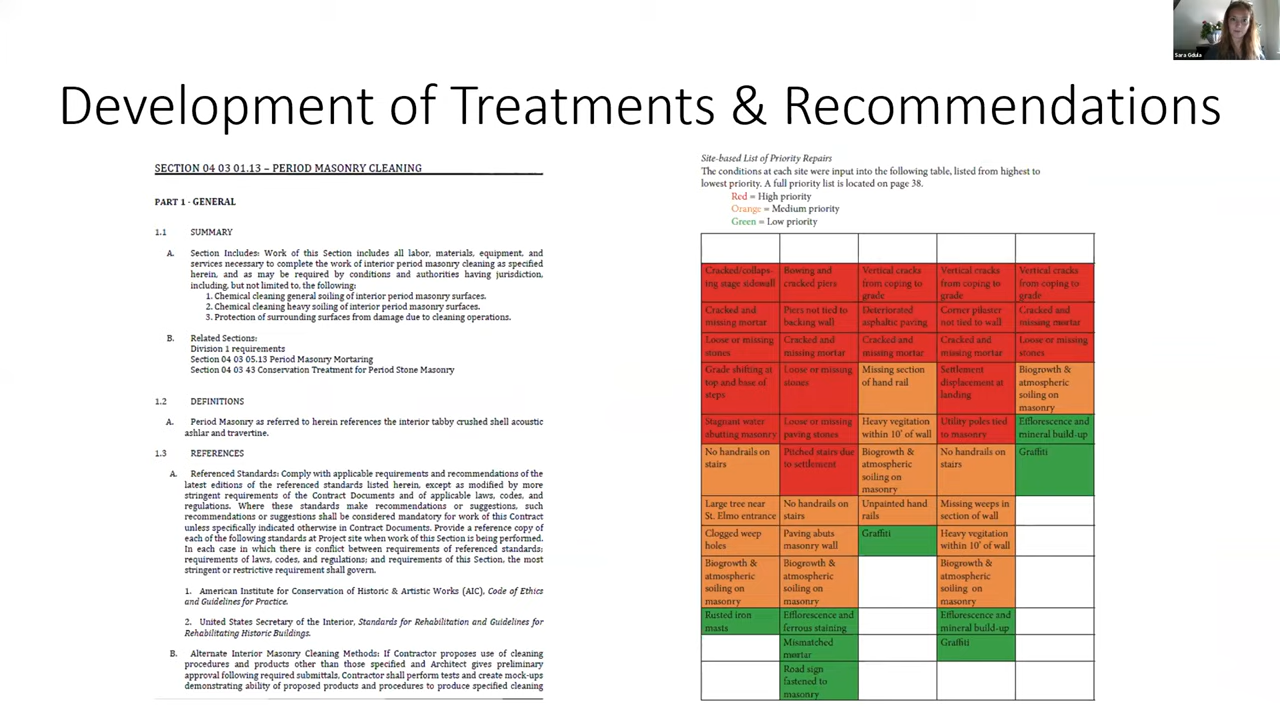 Sara Gdula
Development of Treatments & Recommendations
SECTION 04 03 01.13 – PERIOD MASONRY CLEANING
PART 1 - GENERAL
1.1 SUMMARY
A. Section Includes: Work of this Section includes all labor, materials, equipment, and
services necessary to complete the work of interior period masonry cleaning as specified
herein, and as may be required by conditions and authorities having jurisdiction,
including, but not limited to, the following:
1. Chemical cleaning general soiling of interior period masonry surfaces.
2. Chemical cleaning heavy soiling of interior period masonry surfaces.
3. Protection of surrounding surfaces from damage due to cleaning operations.
B. Related Sections:
Division 1 requirements
Section 04 03 05.13 Period Masonry Mortaring
Section 04 03 43 Conservation Treatment for Period Stone Masonry
1.2 DEFINITIONS
A. Period Masonry as referred to herein references the interior tabby crushed shell acoustic
ashlar and travertine.
1.3 REFERENCES
A. Referenced Standards: Comply with applicable requirements and recommendations of the
latest editions of the referenced standards listed herein, except as modified by more
stringent requirements of the Contract Documents and of applicable laws, codes, and
regulations. Where these standards make recommendations or suggestions, such
recommendations or suggestions shall be considered mandatory for work of this Contract
unless specifically indicated otherwise in Contract Documents. Provide a reference copy of
each of the following standards at Project site when work of this Section is being performed.
In each case in which there is conflict between requirements of referenced standards;
requirements of laws, codes, and regulations; and requirements of this Section, the most
stringent or restrictive requirement shall govern.
1. American Institute for Conservation of Historic & Artistic Works (AIC), Code of Ethics
and Guidelines for Practice.
2. United States Secretary of the Interior, Standards for Rehabilitation and Guidelines for
Rehabilitating Historic Buildings.
B. Alternate Interior Masonry Cleaning Methods: If Contractor proposes use of cleaning
procedures and products other than those specified and Architect gives preliminary
approval following required submittals, Contractor shall perform tests and create mock-ups
demonstrating ability of proposed products and procedures to produce specified cleaning
Site-based List of Priority Repairs
The conditions at each site were input into the following table, listed from highest to
lowest priority. A full priority list is located on page 38.
Red = High priority
Orange = Medium priority
Green = Low priority
Cracked/collaps-
ing stage sidewall
Bowing and
cracked piers
Vertical cracks
from coping to
grade
Vertical cracks
from coping to
grade
Vertical cracks
from coping to
grade
Cracked and
missing mortar
Piers not tied to
backing wall
Deteriorated
asphaltic paving
Corner pilaster
not tied to wall
Cracked and
missing mortar
Loose or missing
stones
Cracked and
missing mortar
Cracked and
missing mortar
Cracked and
missing mortar
Loose or missing
stones
Grade shifting at
top and base of
steps
Loose or missing
stones
Missing section
of hand rail
Settlement
displacement at
landing
Biogrowth &
atmospheric
soiling on
masonry
Stagnant water
abutting masonry
Loose or missing
paving stones
Heavy vegitation
within 10' of wall
Utility poles tied
to masonry
Efflorescence and
mineral build-up
No handrails on
stairs
Pitched stairs due
to settlement
Biogrowth &
atmospheric
soiling on
masonry
No handrails on
stairs
Graffiti
Large tree near
St. Elmo entrance
No handrails on
stairs
Unpainted hand
rails
Missing weeps in
section of wall
Clogged weep
holes
Paving abuts
masonry wall
Graffiti
Heavy vegitation
within 10' of wall
Biogrowth &
atmospheric
soiling on
masonry
Biogrowth &
atmospheric
soiling on
masonry
Biogrowth &
atmospheric
soiling on
masonry
Rusted iron
masts
Efflorescence and
ferrous staining
Efflorescence and
mineral build-up
Mismatched
mortar
Graffiti
Road sign
fastened to
masonry